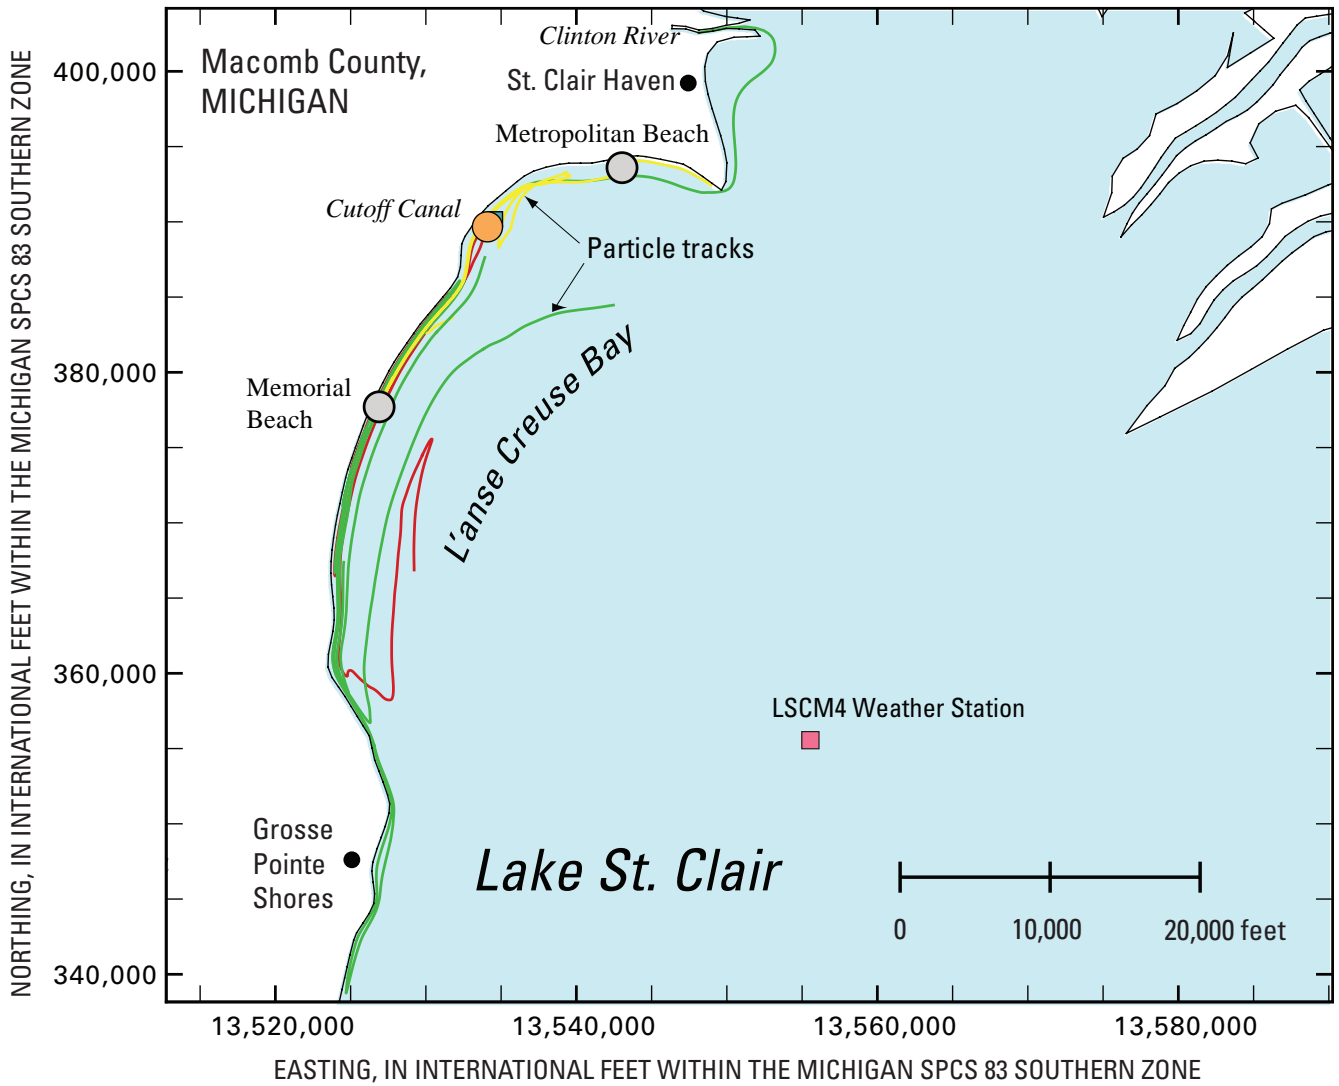 Clinton River
Macomb County,
MICHIGAN
St. Clair Haven
Metropolitan Beach
Cutoff Canal
Particle tracks
L'anse Creuse Bay
Memorial
Beach
LSCM4 Weather Station
Grosse
Pointe
Shores
Lake St. Clair
0
10,000
20,000 feet
400,000
380,000
360,000
340,000
NORTHING, IN INTERNATIONAL FEET WITHIN THE MICHIGAN SPCS 83 SOUTHERN ZONE
13,520,000
13,540,000
13,560,000
13,580,000
EASTING, IN INTERNATIONAL FEET WITHIN THE MICHIGAN SPCS 83 SOUTHERN ZONE